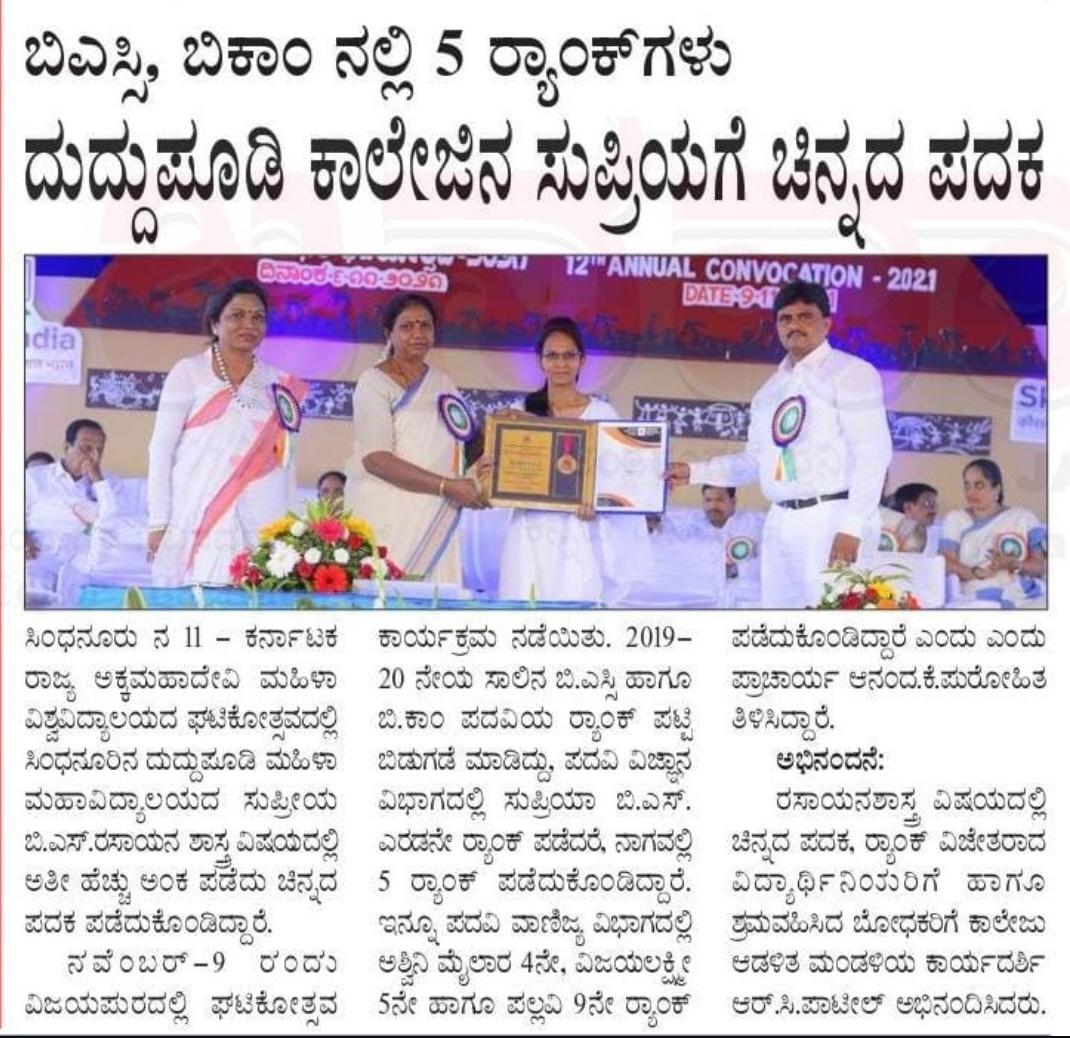 ಬಿಎಸ್ಸಿ, ಬಿಕಾಂ ನಲ್ಲಿ 5 ರ‍್ಯಾಂಕ್‌ಗಳು
ದುದ್ದುಪೂಡಿ ಕಾಲೇಜಿನ ಸುಪ್ರಿಯಗೆ ಚಿನ್ನದ ಪದಕ
12TH ANNUAL CONVOCATION - 2021
ದಿನಾಂಕ:೯-೧೧-೨೦೨೧
DATE:9-11
dia
ಸಿಂಧನೂರು ನ 11 – ಕರ್ನಾಟಕ
ರಾಜ್ಯ ಅಕ್ಕಮಹಾದೇವಿ ಮಹಿಳಾ
ವಿಶ್ವವಿದ್ಯಾಲಯದ ಘಟಿಕೋತ್ಸವದಲ್ಲಿ
ಸಿಂಧನೂರಿನ ದುದ್ದುಪೂಡಿ ಮಹಿಳಾ
ಮಹಾವಿದ್ಯಾಲಯದ ಸುಪ್ರೀಯ
ಬಿ.ಎಸ್.ರಸಾಯನ ಶಾಸ್ತ್ರ ವಿಷಯದಲ್ಲಿ
ಅತೀ ಹೆಚ್ಚು ಅಂಕ ಪಡೆದು ಚಿನ್ನದ
ಪದಕ ಪಡೆದುಕೊಂಡಿದ್ದಾರೆ.
ನವೆಂಬರ್–9 ರಂದು
ವಿಜಯಪುರದಲ್ಲಿ ಘಟಿಕೋತ್ಸವ
ಕಾರ್ಯಕ್ರಮ ನಡೆಯಿತು. 2019–
20 ನೇಯ ಸಾಲಿನ ಬಿ.ಎಸ್ಸಿ ಹಾಗೂ
ಬಿ.ಕಾಂ ಪದವಿಯ ರ‍್ಯಾಂಕ್ ಪಟ್ಟಿ
ಬಿಡುಗಡೆ ಮಾಡಿದ್ದು, ಪದವಿ ವಿಜ್ಞಾನ
ವಿಭಾಗದಲ್ಲಿ ಸುಪ್ರಿಯಾ ಬಿ.ಎಸ್.
ಎರಡನೇ ರ‍್ಯಾಂಕ್ ಪಡೆದರೆ, ನಾಗವಲ್ಲಿ
5 ರ‍್ಯಾಂಕ್ ಪಡೆದುಕೊಂಡಿದ್ದಾರೆ.
ಇನ್ನೂ ಪದವಿ ವಾಣಿಜ್ಯ ವಿಭಾಗದಲ್ಲಿ
ಅಶ್ವಿನಿ ಮೈಲಾರ 4ನೇ, ವಿಜಯಲಕ್ಷ್ಮೀ
5ನೇ ಹಾಗೂ ಪಲ್ಲವಿ 9ನೇ ರ‍್ಯಾಂಕ್
ಪಡೆದುಕೊಂಡಿದ್ದಾರೆ ಎಂದು ಎಂದು
ಪ್ರಾಚಾರ್ಯ ಆನಂದ.ಕೆ.ಪುರೋಹಿತ
ತಿಳಿಸಿದ್ದಾರೆ.
ಅಭಿನಂದನೆ:
ರಸಾಯನಶಾಸ್ತ್ರ ವಿಷಯದಲ್ಲಿ
ಚಿನ್ನದ ಪದಕ, ರ‍್ಯಾಂಕ್ ವಿಜೇತರಾದ
ವಿದ್ಯಾರ್ಥಿನಿಯರಿಗೆ ಹಾಗೂ
ಶ್ರಮವಹಿಸಿದ ಬೋಧಕರಿಗೆ ಕಾಲೇಜು
ಆಡಳಿತ ಮಂಡಳಿಯ ಕಾರ್ಯದರ್ಶಿ
ಆರ್.ಸಿ.ಪಾಟೀಲ್ ಅಭಿನಂದಿಸಿದರು.